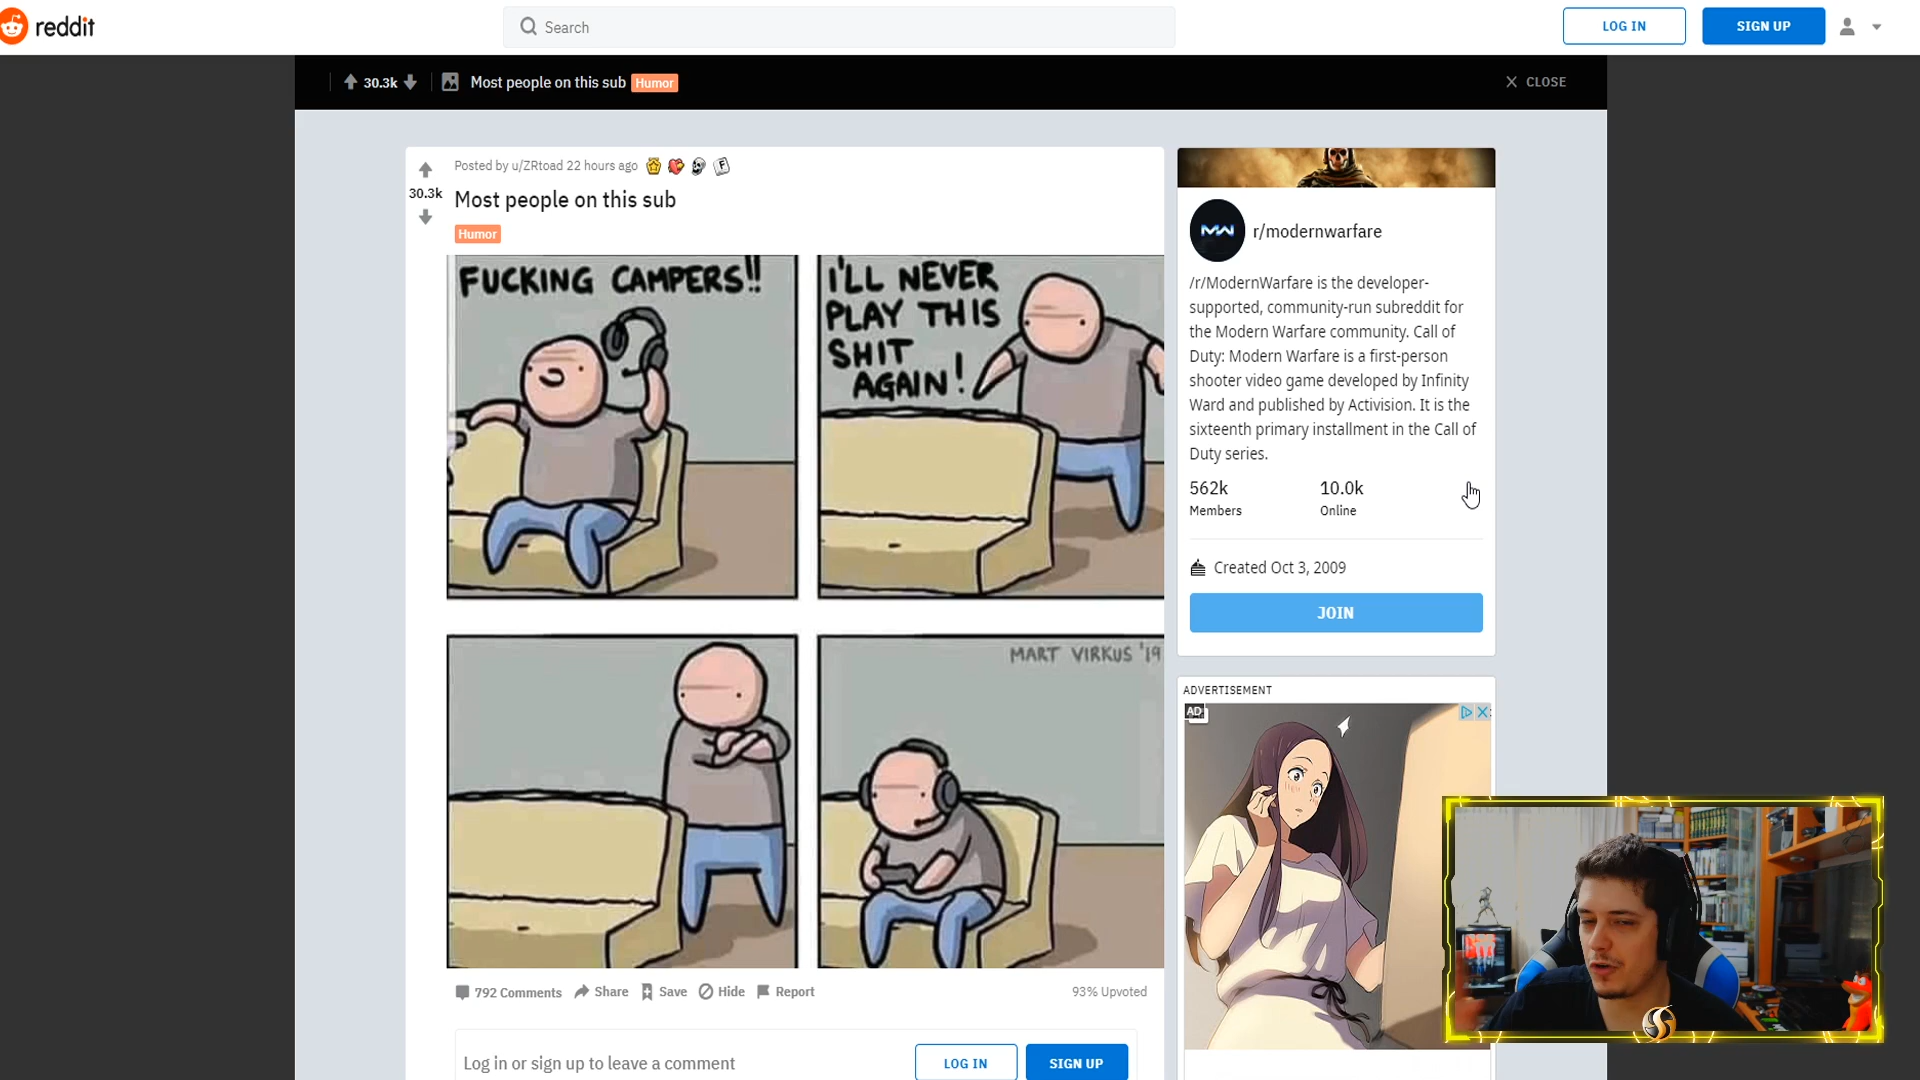 reddit
Search
LOG IN
SIGN UP
30.3k
Most people on this sub Humor
CLOSE
Posted by u/ZRtoad 22 hours ago
30.3k
Most people on this sub
Humor
FUCKING CAMPERS!!
I'LL NEVER
PLAY THIS
SHIT
AGAIN!
MART VIRKUS '19
792 Comments
Share
Save
Hide
Report
93% Upvoted
Log in or sign up to leave a comment
LOG IN
SIGN UP
MW
r/modernwarfare
/r/ModernWarfare is the developer-
supported, community-run subreddit for
the Modern Warfare community. Call of
Duty: Modern Warfare is a first-person
shooter video game developed by Infinity
Ward and published by Activision. It is the
sixteenth primary installment in the Call of
Duty series.
562k
Members
10.0k
Online
Created Oct 3, 2009
JOIN
ADVERTISEMENT
AD